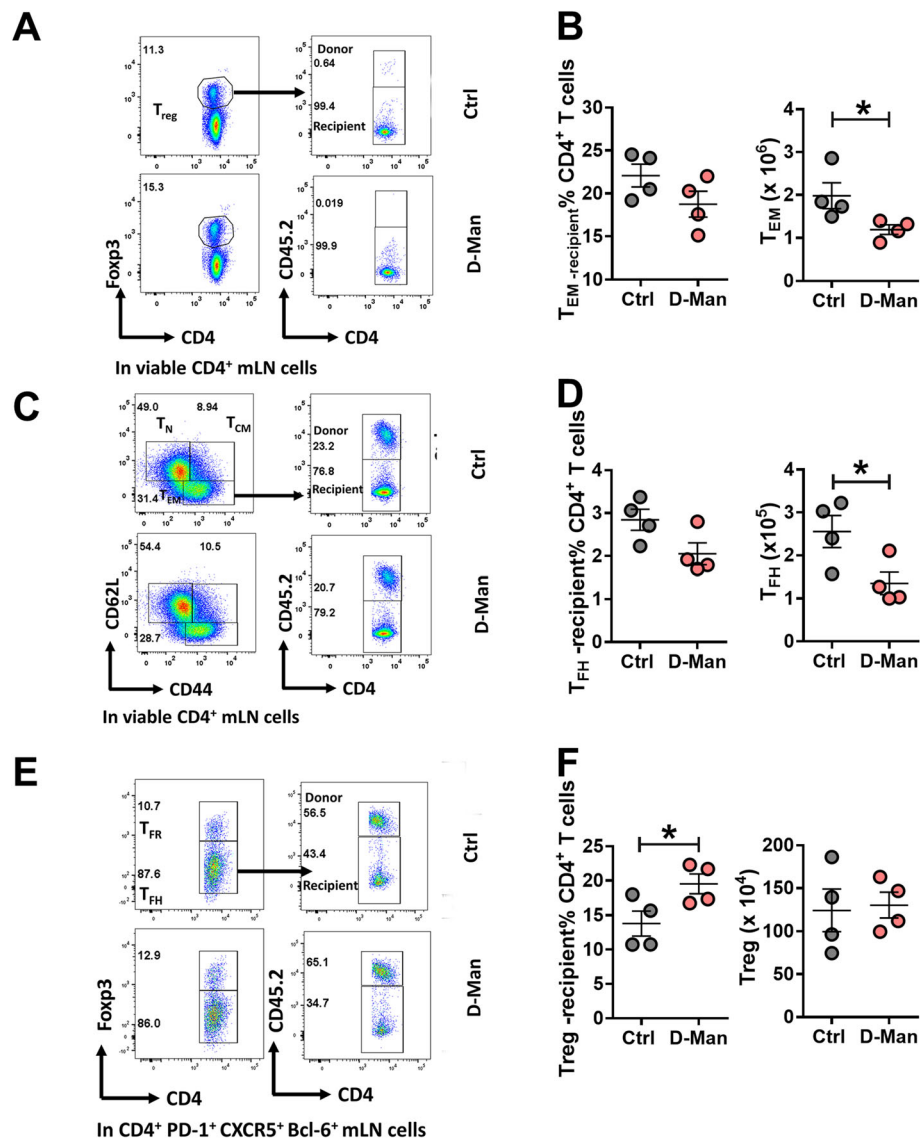 A
11.3
Treg
Donor
0.64
99.4
Recipient
Ctrl
15.3
0.019
99.9
D-Man
Foxp3
CD4
CD45.2
CD4
In viable CD4+ mLN cells
B
TEM -recipient% CD4+ T cells
30
25
20
15
10
Ctrl D-Man
TEM (x 10^6)
4
3
2
1
0
*
Ctrl D-Man
C
49.0 8.94
TN TCM
31.4 TEM
Donor
23.2
76.8
Recipient
Ctrl
54.4 10.5
28.7
20.7
79.2
D-Man
CD62L
CD44
CD45.2
CD4
In viable CD4+ mLN cells
D
TFH -recipient% CD4+ T cells
4
3
2
1
0
Ctrl D-Man
TFH (x10^5)
4
3
2
1
0
*
Ctrl D-Man
E
10.7
TFR
87.6
TFH
Donor
56.5
43.4
Recipient
Ctrl
12.9
86.0
65.1
34.7
D-Man
Foxp3
CD4
CD45.2
CD4
In CD4+ PD-1+ CXCR5+ Bcl-6+ mLN cells
F
Treg -recipient% CD4+ T cells
25
20
15
10
5
0
*
Ctrl D-Man
Treg (x 10^4)
200
150
100
50
0
Ctrl D-Man